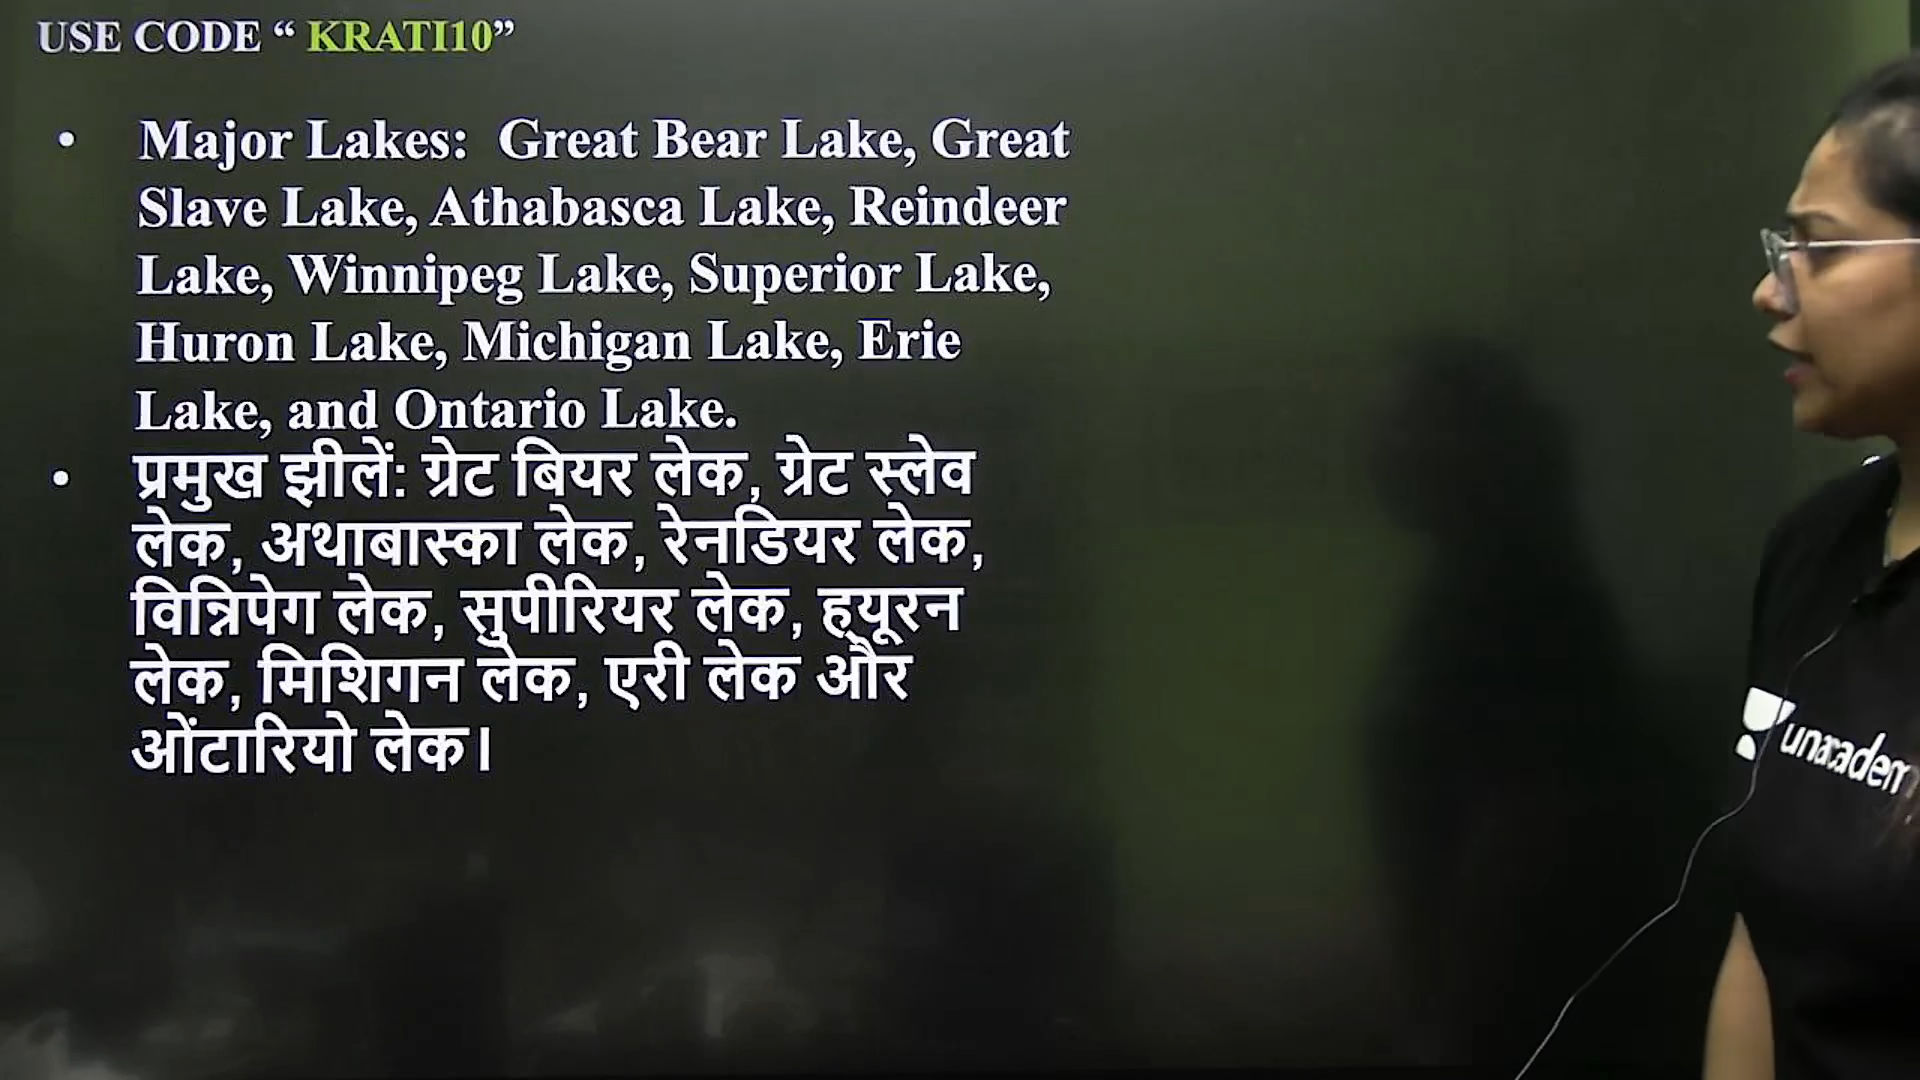 USE CODE “ KRATI10”
• Major Lakes: Great Bear Lake, Great
Slave Lake, Athabasca Lake, Reindeer
Lake, Winnipeg Lake, Superior Lake,
Huron Lake, Michigan Lake, Erie
Lake, and Ontario Lake.
• प्रमुख झीलें: ग्रेट बियर लेक, ग्रेट स्लेव
लेक, अथाबास्का लेक, रेनडियर लेक,
विन्निपेग लेक, सुपीरियर लेक, ह्यूरन
लेक, मिशिगन लेक, एरी लेक और
ओंटारियो लेक।
unacadem